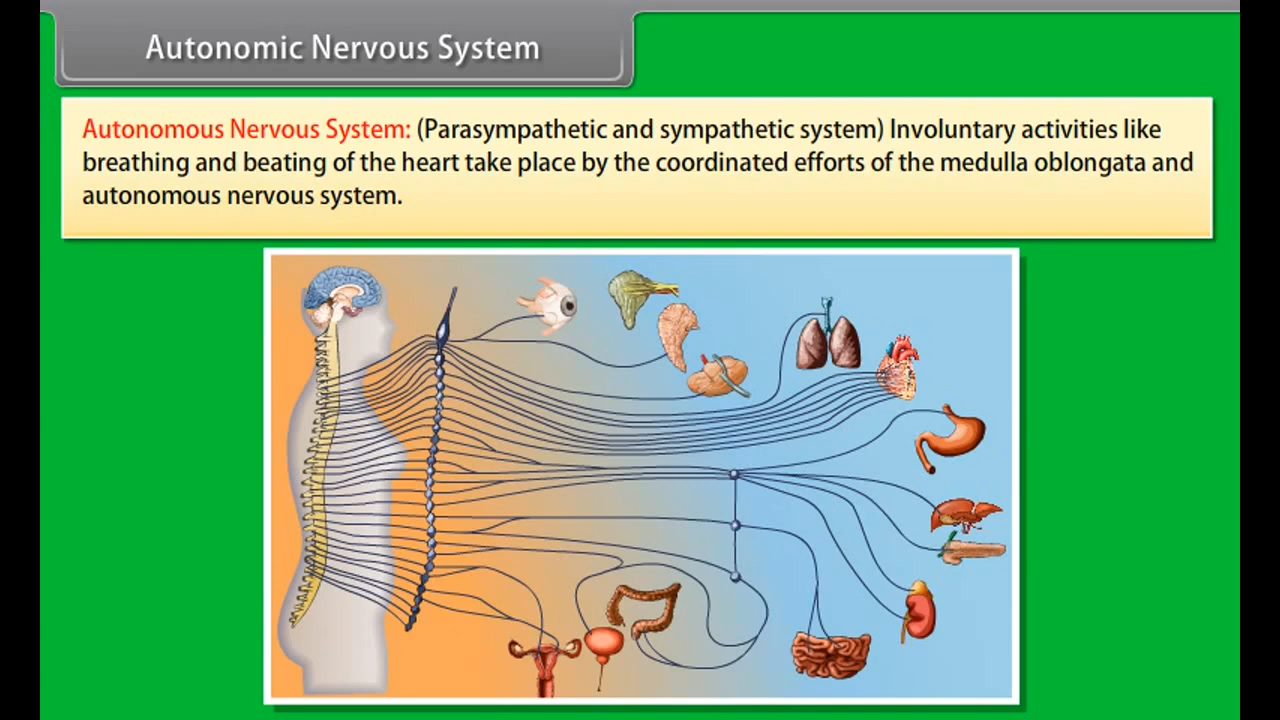 Autonomic Nervous System
Autonomous Nervous System: (Parasympathetic and sympathetic system) Involuntary activities like
breathing and beating of the heart take place by the coordinated efforts of the medulla oblongata and
autonomous nervous system.